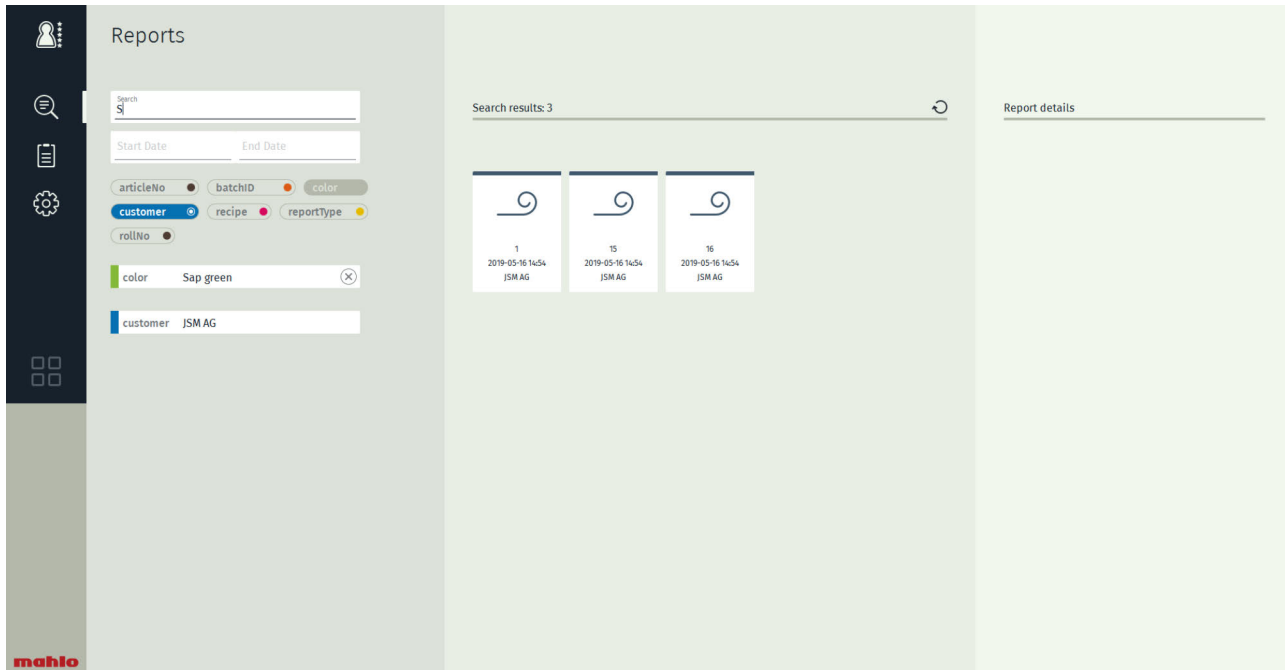 Reports
Search
S
Start Date End Date
articleNo batchID color
customer recipe reportType
rollNo
color Sap green
customer JSM AG
Search results: 3
1
2019-05-16 14:54
JSM AG
15
2019-05-16 14:54
JSM AG
16
2019-05-16 14:54
JSM AG
Report details
mahlo